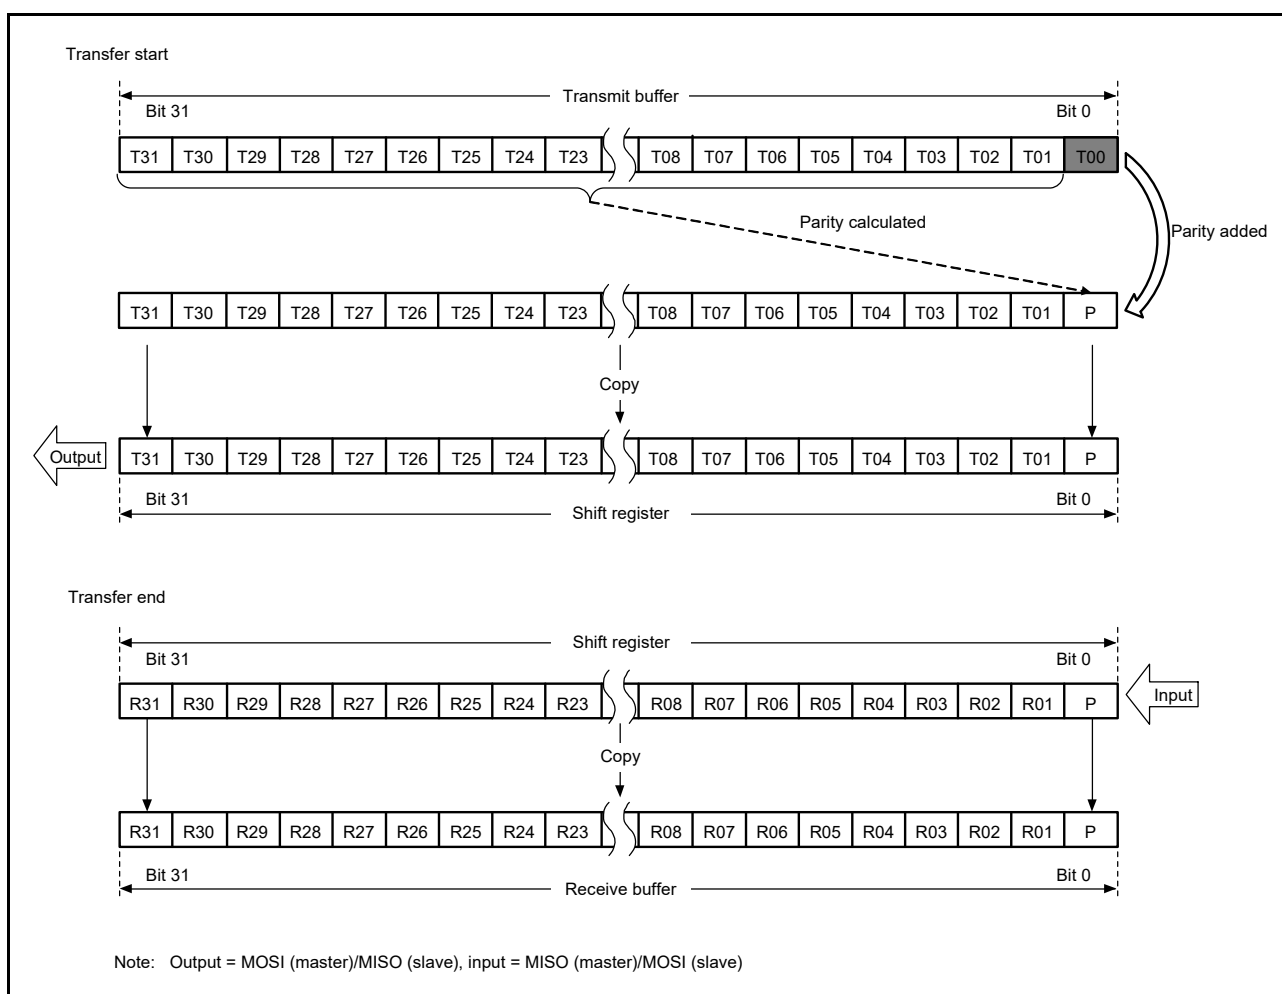 Transfer start
Transmit buffer
Bit 31 Bit 0
T31 T30 T29 T28 T27 T26 T25 T24 T23 T08 T07 T06 T05 T04 T03 T02 T01 T00
Parity calculated
Parity added
T31 T30 T29 T28 T27 T26 T25 T24 T23 T08 T07 T06 T05 T04 T03 T02 T01 P
Copy
Output
T31 T30 T29 T28 T27 T26 T25 T24 T23 T08 T07 T06 T05 T04 T03 T02 T01 P
Bit 31 Bit 0
Shift register
Transfer end
Shift register
Bit 31 Bit 0
R31 R30 R29 R28 R27 R26 R25 R24 R23 R08 R07 R06 R05 R04 R03 R02 R01 P
Input
Copy
R31 R30 R29 R28 R27 R26 R25 R24 R23 R08 R07 R06 R05 R04 R03 R02 R01 P
Bit 31 Bit 0
Receive buffer
Note: Output = MOSI (master)/MISO (slave), input = MISO (master)/MOSI (slave)